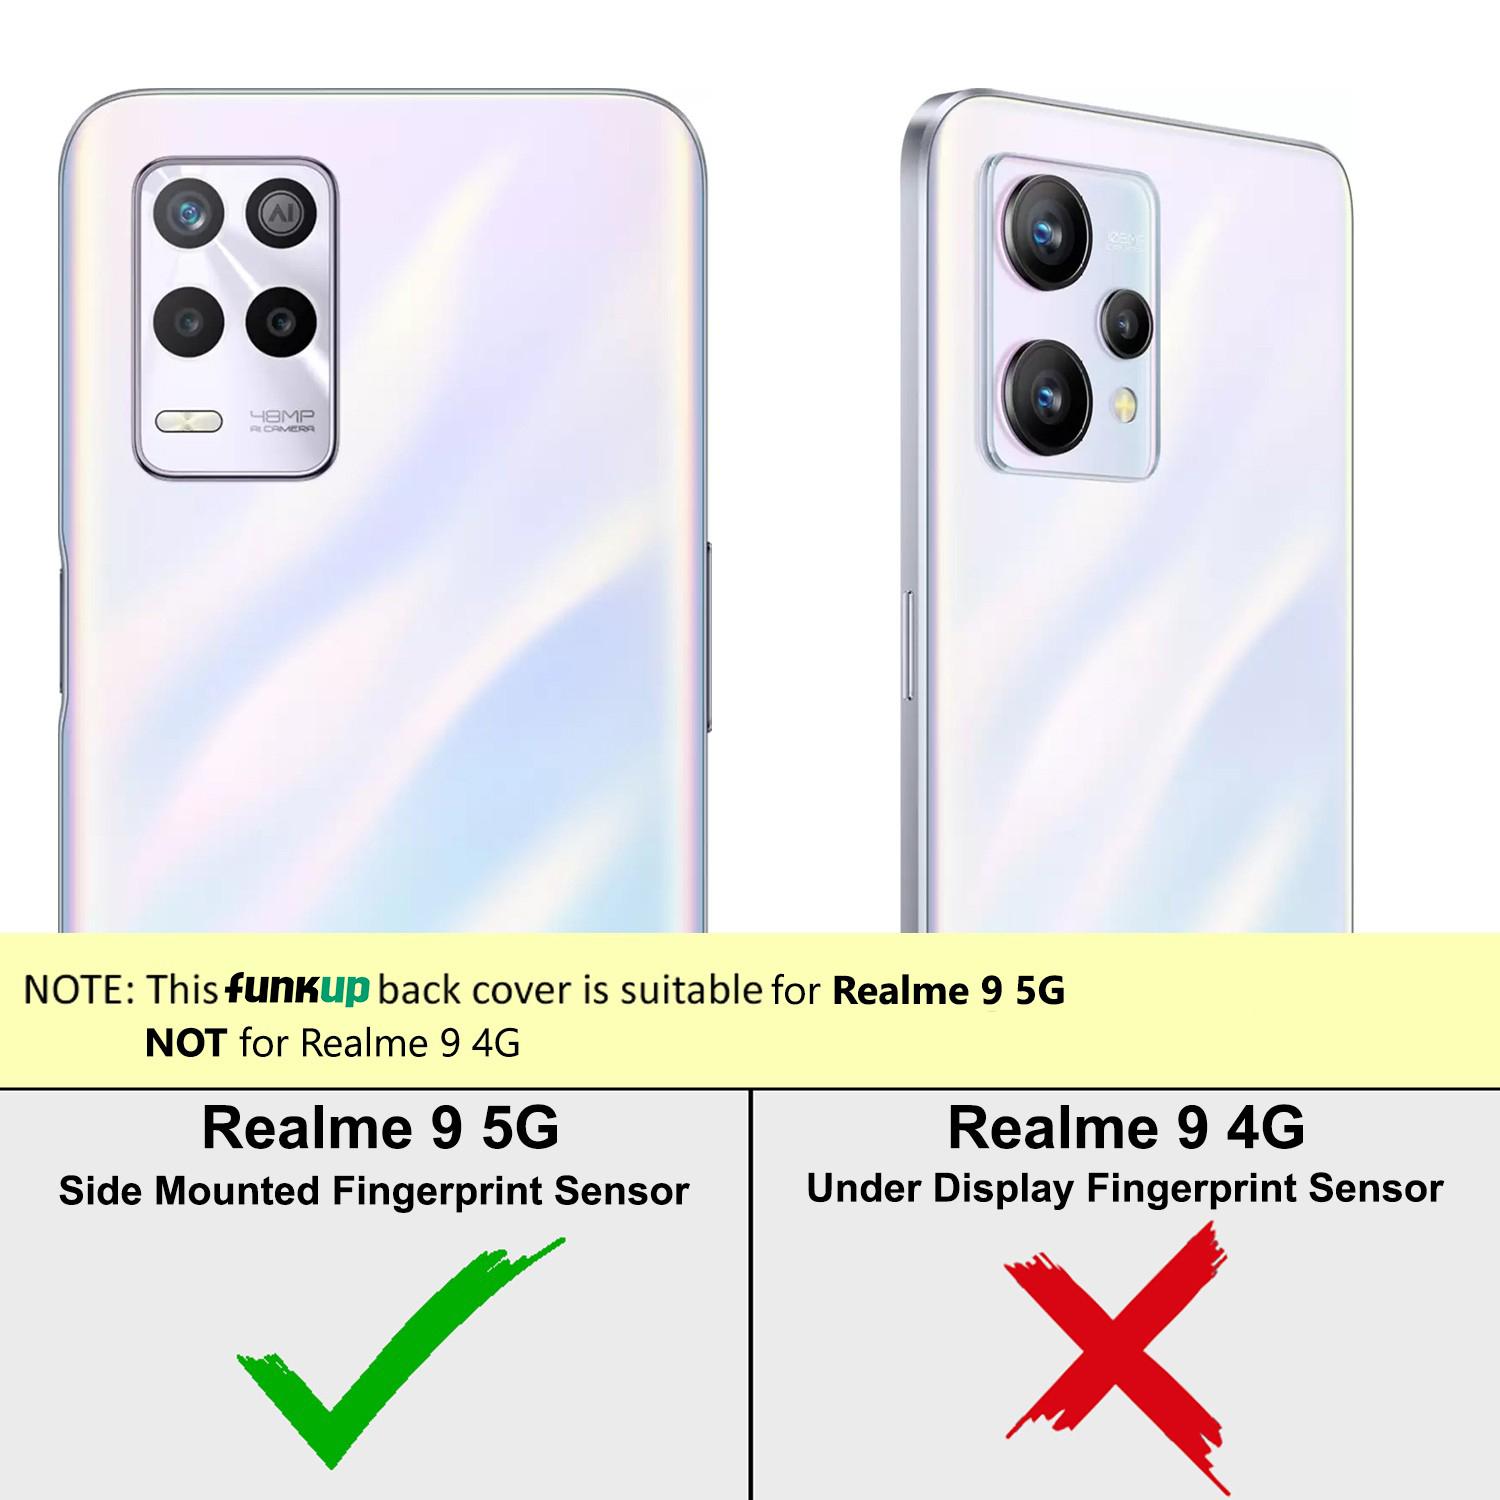 AI
48MP
AI CAMERA
NOTE: This funkup back cover is suitable for Realme 9 5G
NOT for Realme 9 4G
Realme 9 5G
Side Mounted Fingerprint Sensor
Realme 9 4G
Under Display Fingerprint Sensor